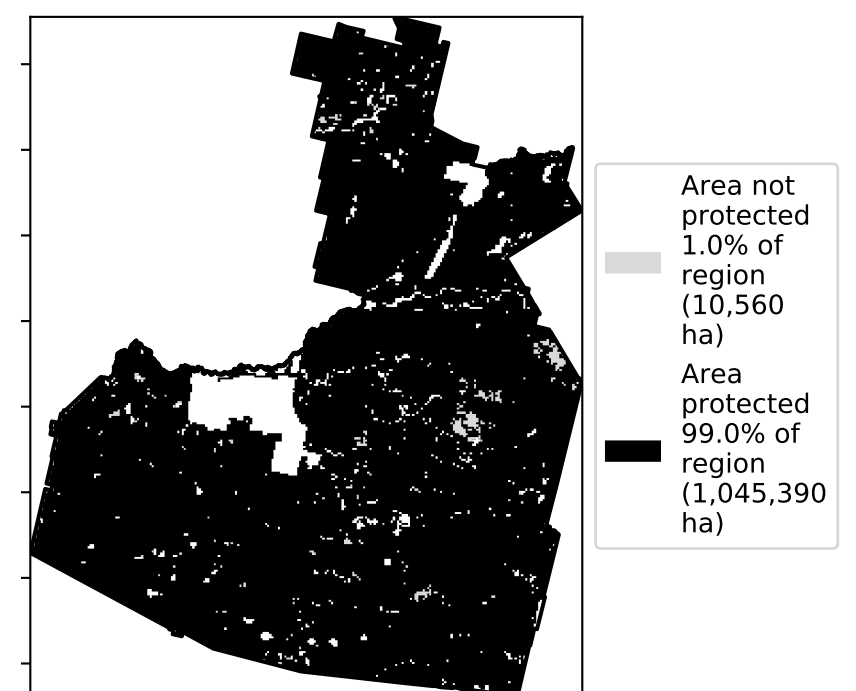 Area not
protected
1.0% of
region
(10,560
ha)
Area
protected
99.0% of
region
(1,045,390
ha)